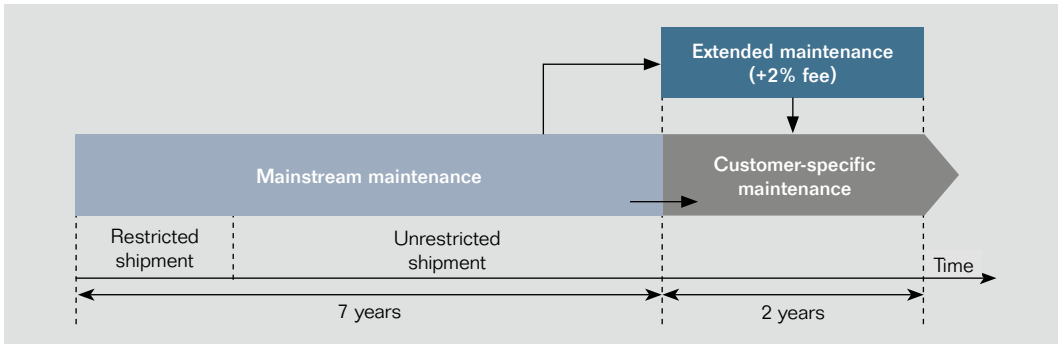 Extended maintenance
(+2% fee)
Mainstream maintenance
Customer-specific
maintenance
Restricted
shipment
Unrestricted
shipment
Time
7 years
2 years